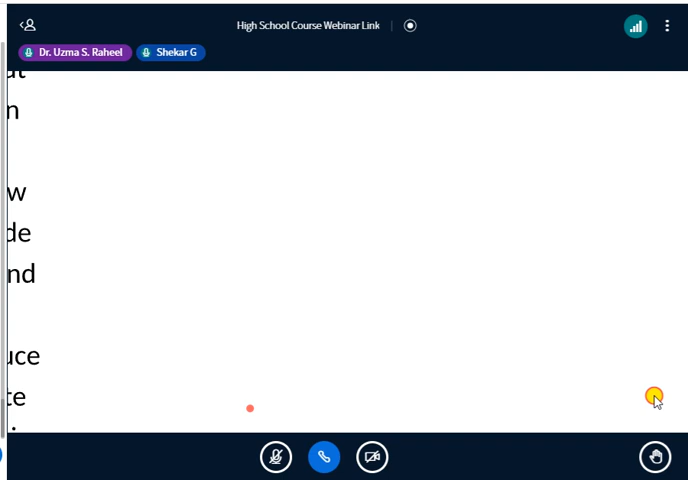 High School Course Webinar Link
Dr. Uzma S. Raheel Shekar G
n
w
de
nd
uce
te